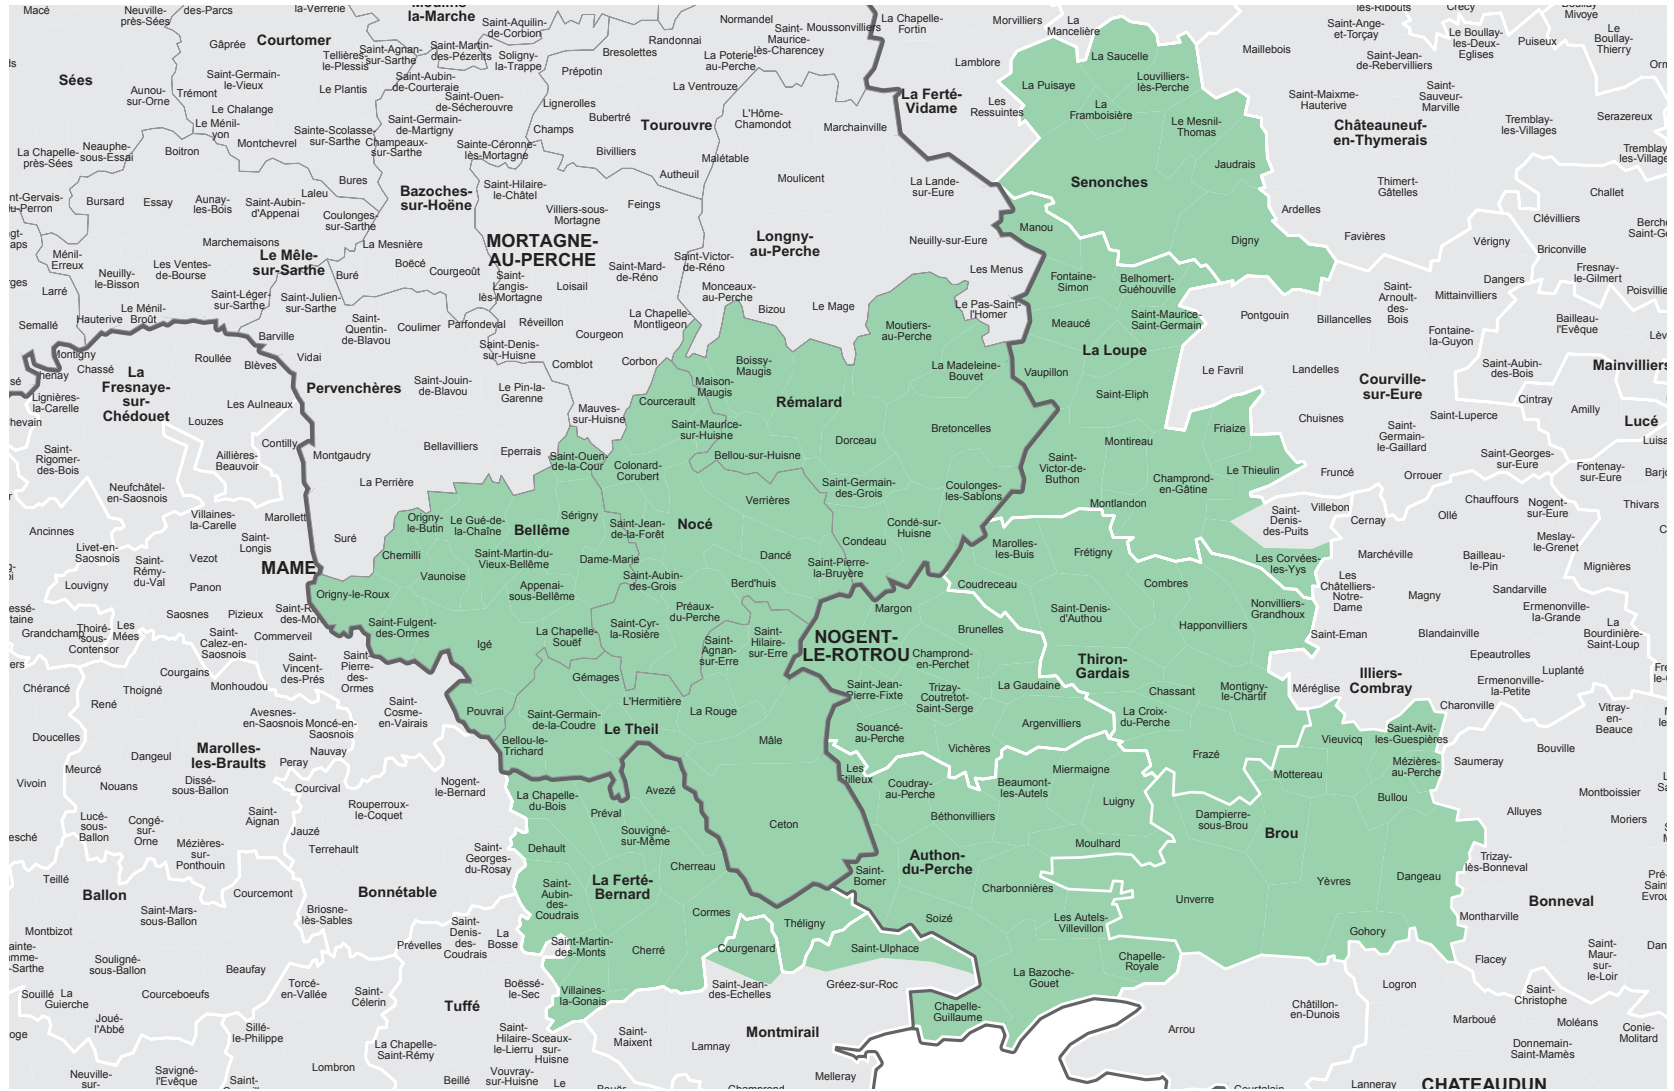 Macé
Neuville-
près-Sées
des-Parcs
la-Verrerie
la-Marche
Saint-Aquilin-
de-Corbion
Normandel
Saint-
Maurice-
lès-Charencey
Moussonvilliers
La Chapelle-
Fortin
Morvilliers
La
Mancelière
les-Ribouts
Crécy
Mivoye
Saint-Ange-
et-Torçay
Le Boullay-
les-Deux-
Eglises
Puiseux
Le
Boullay-
Thierry
Gâprée
Courtomer
Tellières-
le-Plessis
Saint-Agnan-
sur-Sarthe
Saint-Martin-
des-Pézerits
Soligny-
la-Trappe
Bresolettes
Randonnai
La Poterie-
au-Perche
Lamblore
La Saucelle
Maillebois
Saint-Jean-
de-Rebervilliers
Sées
Saint-Germain-
le-Vieux
Le Plantis
Saint-Aubin-
de-Courteraie
Prépotin
La Ventrouze
La Ferté-
Vidame
La Puisaye
Louvilliers-
lès-Perche
Aunou-
sur-Orne
Trémont
Le Chalange
Saint-Ouen-
de-Sécherouvre
Lignerolles
Bubertré
Tourouvre
L'Hôme-
Chamondot
Marchainville
Les
Ressuintes
La
Framboisière
Le Mesnil-
Thomas
Saint-Maixme-
Hauterive
Saint-
Sauveur-
Marville
Châteauneuf-
en-Thymerais
Tremblay-
les-Villages
Serazereux
Le Ménil-
yon
Sainte-Scolasse-
sur-Sarthe
Saint-Germain-
de-Martigny
Champs
Montchevrel
Champeaux-
sur-Sarthe
Sainte-Céronne-
lès-Mortagne
Bivilliers
Malétable
La Chapelle-
près-Sées
Neauphe-
sous-Essai
Boitron
Bures
Bazoches-
sur-Hoëne
Saint-Hilaire-
le-Châtel
Autheuil
Moulicent
La Lande-
sur-Eure
Senonches
Jaudrais
Thimert-
Gâtelles
Tremblay-
les-Village
Challet
nt-Gervais-
du-Perron
Bursard
Essay
Aunay-
les-Bois
Saint-Aubin-
d'Appenai
Laleu
Coulonges-
sur-Sarthe
Villiers-sous-
Mortagne
Feings
Ardelles
Clévilliers
Manou
Digny
Favières
Vérigny
Briconville
Ménil-
Erreux
Marchemaisons
Le Mêle-
sur-Sarthe
La Mesnière
Boëcé
Courgeoût
MORTAGNE-
AU-PERCHE
Saint-
Langis-
lès-Mortagne
Loisail
Saint-Mard-
de-Réno
Saint-Victor-
de-Réno
Longny-
au-Perche
Neuilly-sur-Eure
Les Menus
Larré
Neuilly-
le-Bisson
Les Ventes-
de-Bourse
Buré
Monceaux-
au-Perche
Fontaine-
Simon
Belhomert-
Guéhouville
Dangers
Fresnay-
le-Gilmert
Saint-
Arnoult-
des-
Bois
Mittainvilliers
Semallé
Hauterive
Le Ménil-
Broût
Saint-Léger-
sur-Sarthe
Saint-Julien-
sur-Sarthe
Saint-
Quentin-
de-Blavou
Coulimer
Parfondeval
Réveillon
Courgeon
La Chapelle-
Montligeon
Bizou
Le Mage
Moutiers-
au-Perche
Le Pas-Saint-
l'Homer
Meaucé
Saint-Maurice-
Saint-Germain
Pontgouin
Billancelles
Fontaine-
la-Guyon
Bailleau-
l'Evêque
Barville
Saint-Denis-
sur-Huisne
Comblot
Corbon
Montigny
Chassé
Roullée
Blèves
Vidai
La Loupe
La
Fresnaye-
sur-
Chédouet
Pervenchères
Saint-Jouin-
de-Blavou
Le Pin-la-
Garenne
Mauves-
sur-Huisne
Boissy-
Maugis
Maison-
Maugis
Courcerault
Rémalard
La Madeleine-
Bouvet
Vaupillon
Saint-Eliph
Le Favril
Landelles
Courville-
sur-Eure
Saint-Aubin-
des-Bois
Mainvilliers
Lignières-
la-Carelle
Les Aulneaux
Louzes
Contilly
Cintray
Amilly
Lucé
Saint-Maurice-
sur-Huisne
Dorceau
Bretoncelles
Montireau
Friaize
Chuisnes
Saint-
Germain-
le-Gaillard
Saint-Luperce
Saint-
Rigomer-
des-Bois
Aillières-
Beauvoir
Montgaudry
Bellavilliers
Eperrais
Saint-Ouen-
de-la-Cour
Colonard-
Corubert
Bellou-sur-Huisne
Saint-
Victor-de-
Buthon
Champrond-
en-Gâtine
Le Thieulin
Fruncé
Orrouer
Saint-Georges-
sur-Eure
Fontenay-
sur-Eure
Neufchâtel-
en-Saosnois
La Perrière
Verrières
Saint-Germain-
des-Grois
Coulonges-
les-Sablons
Montlandon
Saint-
Denis-
des-Puits
Villebon
Cernay
Chauffours
Ollé
Nogent-
sur-Eure
Thivars
Ancinnes
Villaines-
la-Carelle
Marollett
Suré
Origny-
le-Butin
Le Gué-de-
la-Chaîne
Bellême
Sérigny
Saint-Jean-
de-la-Forêt
Nocé
Condé-sur-
Huisne
Condeau
Marolles-
les-Buis
Frétigny
Les Corvées-
les-Yys
Marchéville
Bailleau-
le-Pin
Meslay-
le-Grenet
Mignières
Livet-en-
Saosnois
Saint-
Rémy-
du-Val
Vezot
Saint-
Longis
MAME
Chemilli
Saint-Martin-du-
Vieux-Bellême
Dame-Marie
Dancé
Saint-Pierre-
la-Bruyère
Louvigny
Panon
Origny-le-Roux
Vaunoise
Appenai-
sous-Bellême
Saint-Aubin-
des-Grois
Berd'huis
Coudreceau
Combres
Les
Châtelliers-
Notre-
Dame
Magny
Sandarville
Saosnes
Pizieux
Saint-Fulgent-
des-Ormes
Préaux-
du-Perche
Margon
Saint-Denis-
d'Authou
Nonvilliers-
Grandhoux
Ermenonville-
la-Grande
Grandchamp
Thoiré-
sous-
Contensor
Les
Mées
Saint-
Calez-en-
Saosnois
Commerveil
Igé
La Chapelle-
Souëf
Saint-Cyr-
la-Rosière
Saint-
Agnan-
sur-Erre
Saint-
Hilaire-
sur-Erre
NOGENT-
LE-ROTROU
Brunelles
Champrond-
en-Perchet
Happonvilliers
Saint-Eman
Blandainville
La
Bourdinière-
Saint-Loup
Courgains
Saint-
Vincent-
des-Prés
Saint-
Pierre-
des-
Ormes
Gémages
Thiron-
Gardais
Epeautrolles
Luplanté
Illiers-
Combray
Chérancé
Thoigné
Monhoudou
René
Saint-
Cosme-
en-Vairais
Pouvrai
L'Hermitière
La Rouge
Saint-Jean-
Pierre-Fixte
Trizay-
Coutretot-
Saint-Serge
La Gaudaine
Chassant
Montigny-
le-Chartif
Méréglise
Ermenonville-
la-Petite
Charonville
Avesnes-
en-Saosnois
Moncé-en-
Saosnois
Saint-Germain-
de-la-Coudre
Le Theil
Mâle
Souancé-
au-Perche
Argenvilliers
La Croix-
du-Perche
Vitray-
en-
Beauce
Doucelles
Dangeul
Marolles-
les-Braults
Nauvay
Peray
Bellou-le-
Trichard
Vichères
Frazé
Vieuvicq
Saint-Avit-
les-Guespières
Bouville
Vivoin
Meurcé
Nouans
Dissé-
sous-Ballon
Courcival
Nogent-
le-Bernard
Les
Etilleux
Coudray-
au-Perche
Beaumont-
les-Autels
Miermaigne
Mottereau
Mézières-
au-Perche
Saumeray
Montboissier
Lucé-
sous-
Ballon
Congé-
sur-
Orne
Saint-
Aignan
Rouperroux-
le-Coquet
La Chapelle-
du-Bois
Préval
Avezé
Luigny
Bullou
Alluyes
Moriers
Mézières-
sur-
Ponthouin
Jauzé
Terrehault
Souvigné-
sur-Même
Ceton
Béthonvilliers
Dampierre-
sous-Brou
Brou
Dehault
Moulhard
Saint-
Georges-
du-Rosay
Cherreau
Authon-
du-Perche
Trizay-
lès-Bonneval
Teillé
Ballon
Courcemont
Bonnétable
La Ferté-
Bernard
Saint-
Bomer
Charbonnières
Yèvres
Dangeau
Bonneval
Saint-
Aubin-
des-
Coudrais
Unverre
Montharville
Saint-Mars-
sous-Ballon
Briosne-
lès-Sables
Cormes
Théligny
Soizé
Les Autels-
Villevillon
Gohory
Montbizot
Saint-
Denis-
des-
Coudrais
La
Bosse
Prévelles
Saint-Martin-
des-Monts
Cherré
Courgenard
Saint-Ulphace
Chapelle-
Royale
Flacey
Saint-
Maur-
sur-
le-Loir
Souligné-
sous-Ballon
Beaufay
La Bazoche-
Gouet
Souillé
La
Guierche
Courceboeufs
Torcé-
en-Vallée
Saint-
Célerin
Boëssé-
le-Sec
Villaines-
la-Gonais
Saint-Jean-
des-Echelles
Gréez-sur-Roc
Logron
Saint-
Christophe
Tuffé
Chapelle-
Guillaume
Châtillon-
en-Dunois
Joué-
l'Abbé
Sillé-
le-Philippe
Saint-
Hilaire-
le-Lierru
Sceaux-
sur-
Huisne
Saint-
Maixent
Montmirail
Arrou
Marboué
Moléans
Conie-
Molitard
La Chapelle-
Saint-Rémy
Lamnay
Donnemain-
Saint-Mamès
Neuville-
sur-
Savigné-
l'Evêque
Lombron
Beillé
Vouvray-
sur-Huisne
Le
Melleray
Lanneray
CHATEAUDUN